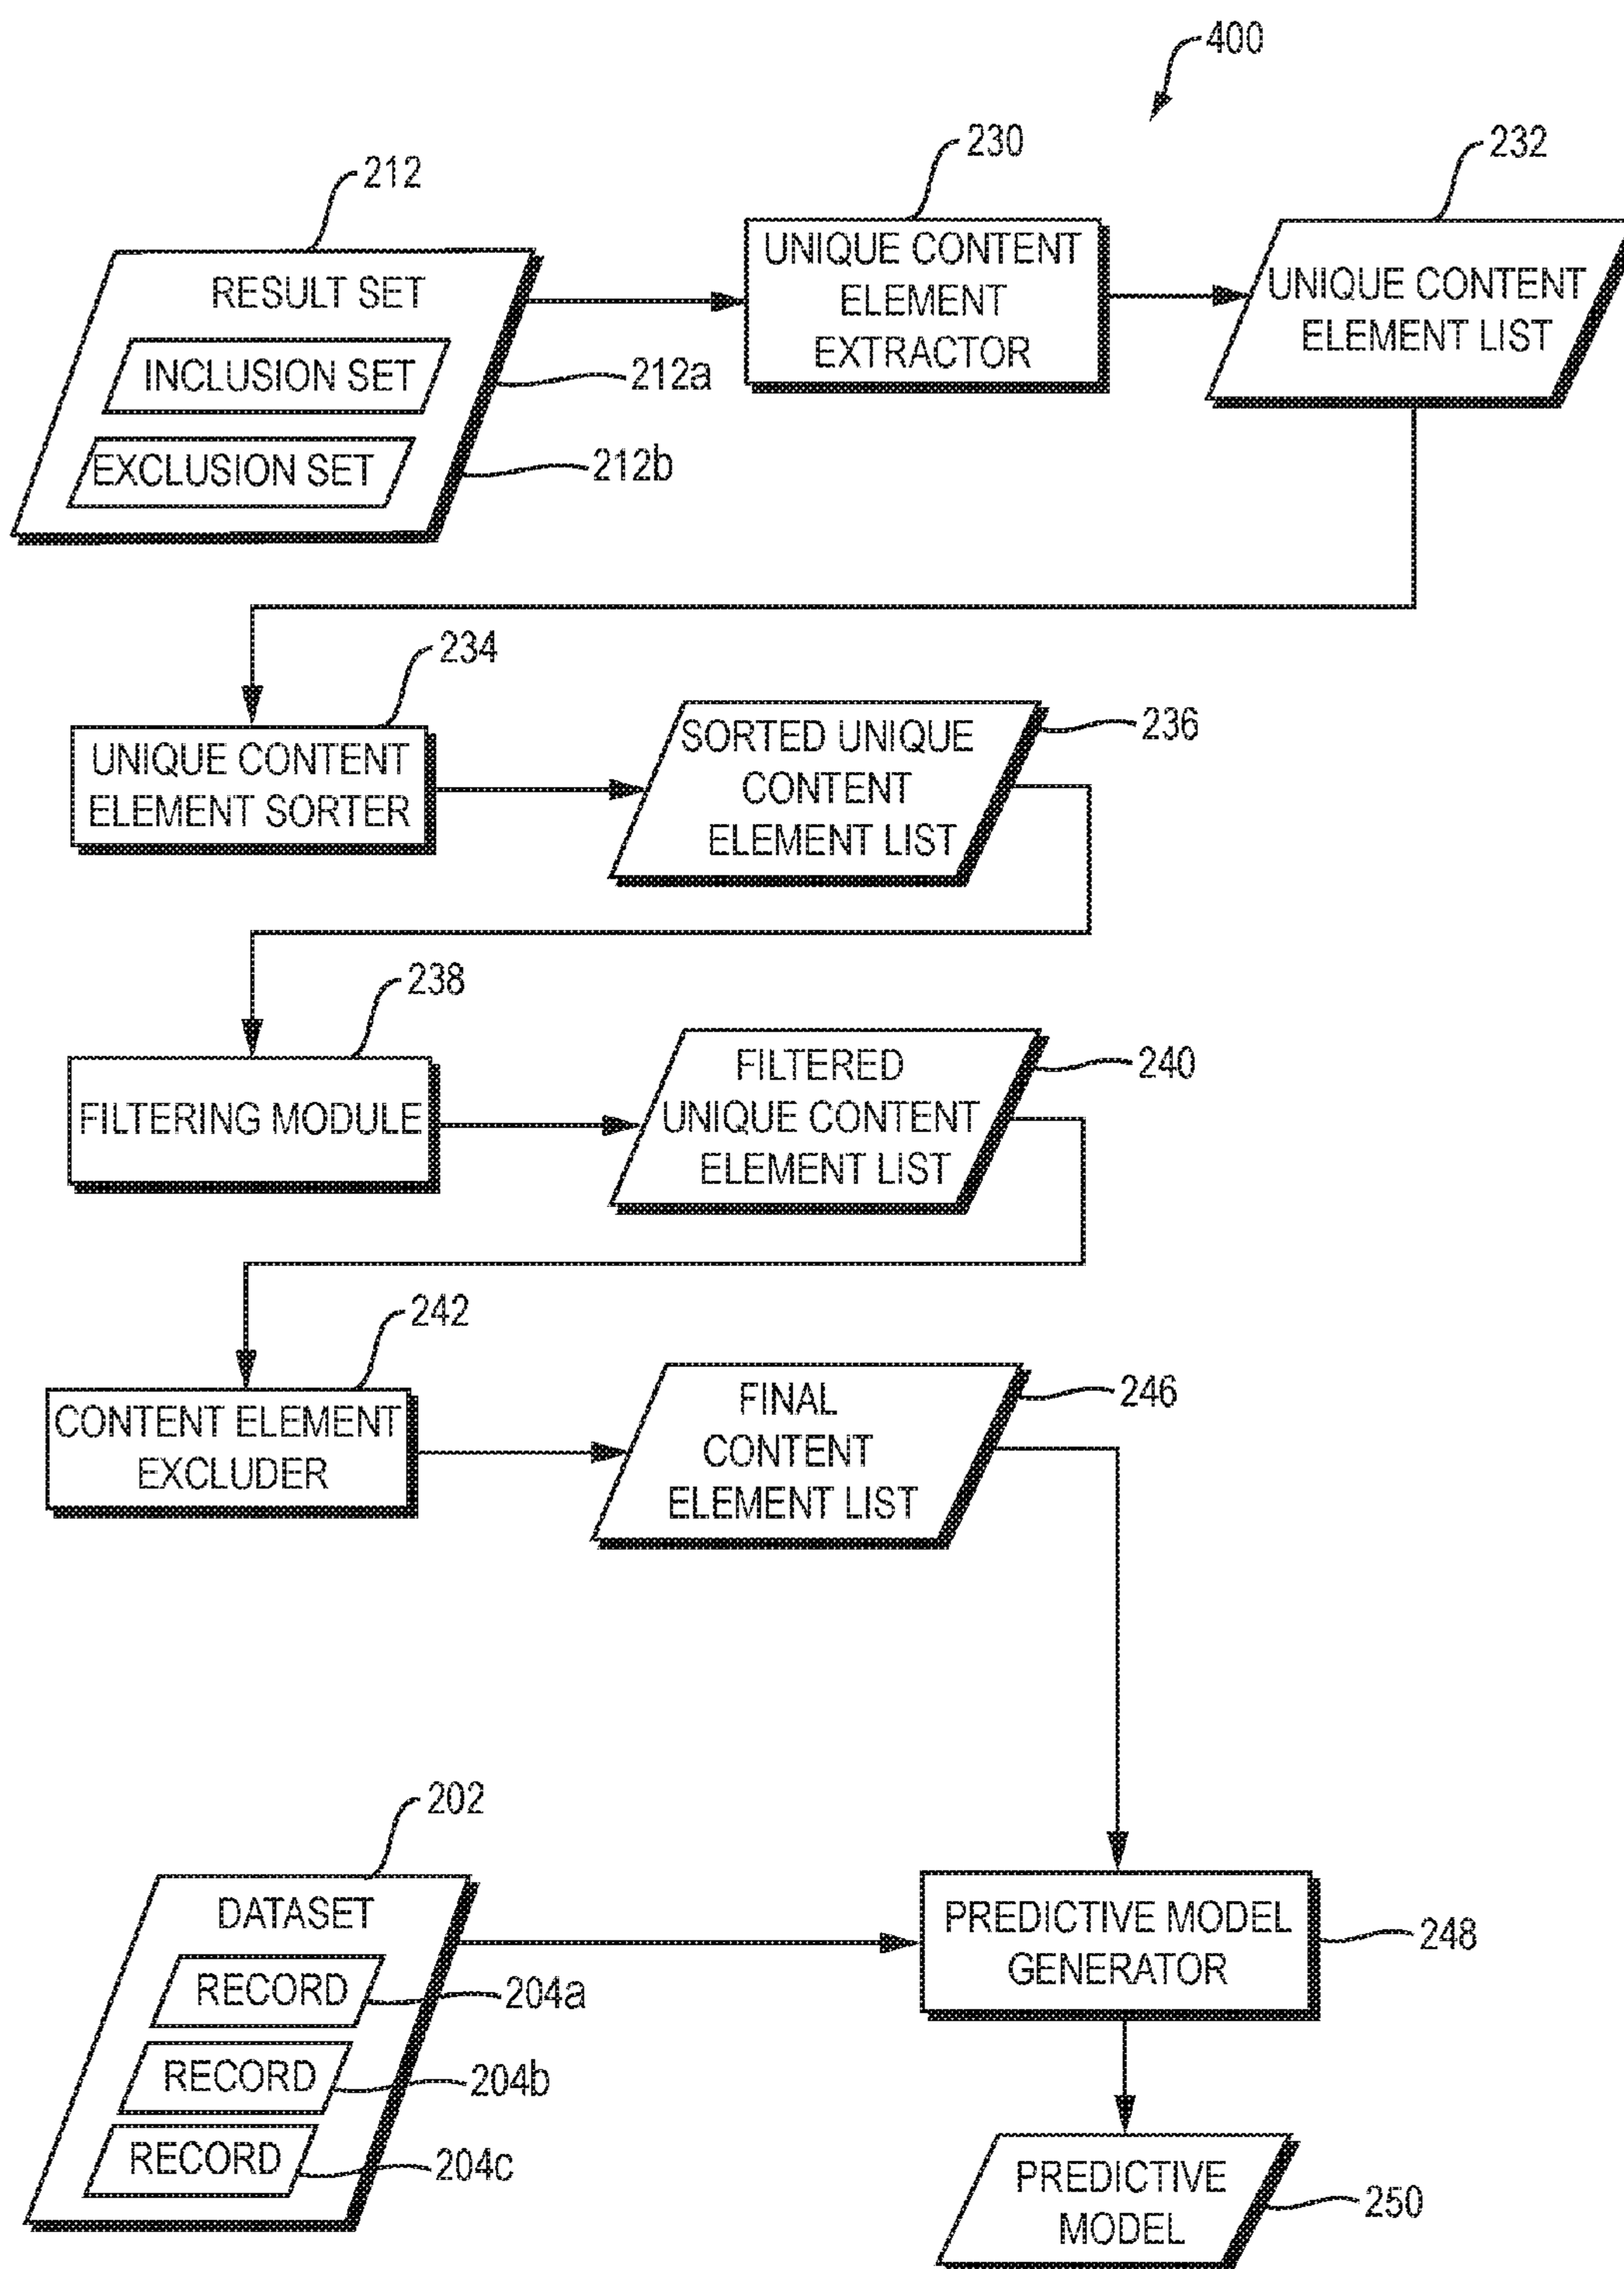 400
212
230
232
RESULT SET
INCLUSION SET
EXCLUSION SET
212a
212b
UNIQUE CONTENT
ELEMENT
EXTRACTOR
UNIQUE CONTENT
ELEMENT LIST
234
UNIQUE CONTENT
ELEMENT SORTER
SORTED UNIQUE
CONTENT
ELEMENT LIST
236
238
FILTERING MODULE
FILTERED
UNIQUE CONTENT
ELEMENT LIST
240
242
CONTENT ELEMENT
EXCLUDER
FINAL
CONTENT
ELEMENT LIST
246
202
DATASET
RECORD
204a
RECORD
204b
RECORD
204c
PREDICTIVE MODEL
GENERATOR
248
PREDICTIVE
MODEL
250